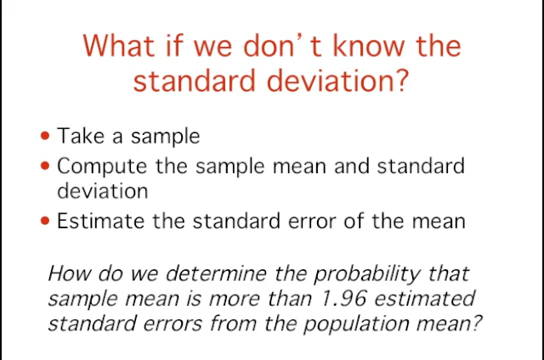 What if we don't know the
standard deviation?
• Take a sample
• Compute the sample mean and standard
deviation
• Estimate the standard error of the mean
How do we determine the probability that
sample mean is more than 1.96 estimated
standard errors from the population mean?